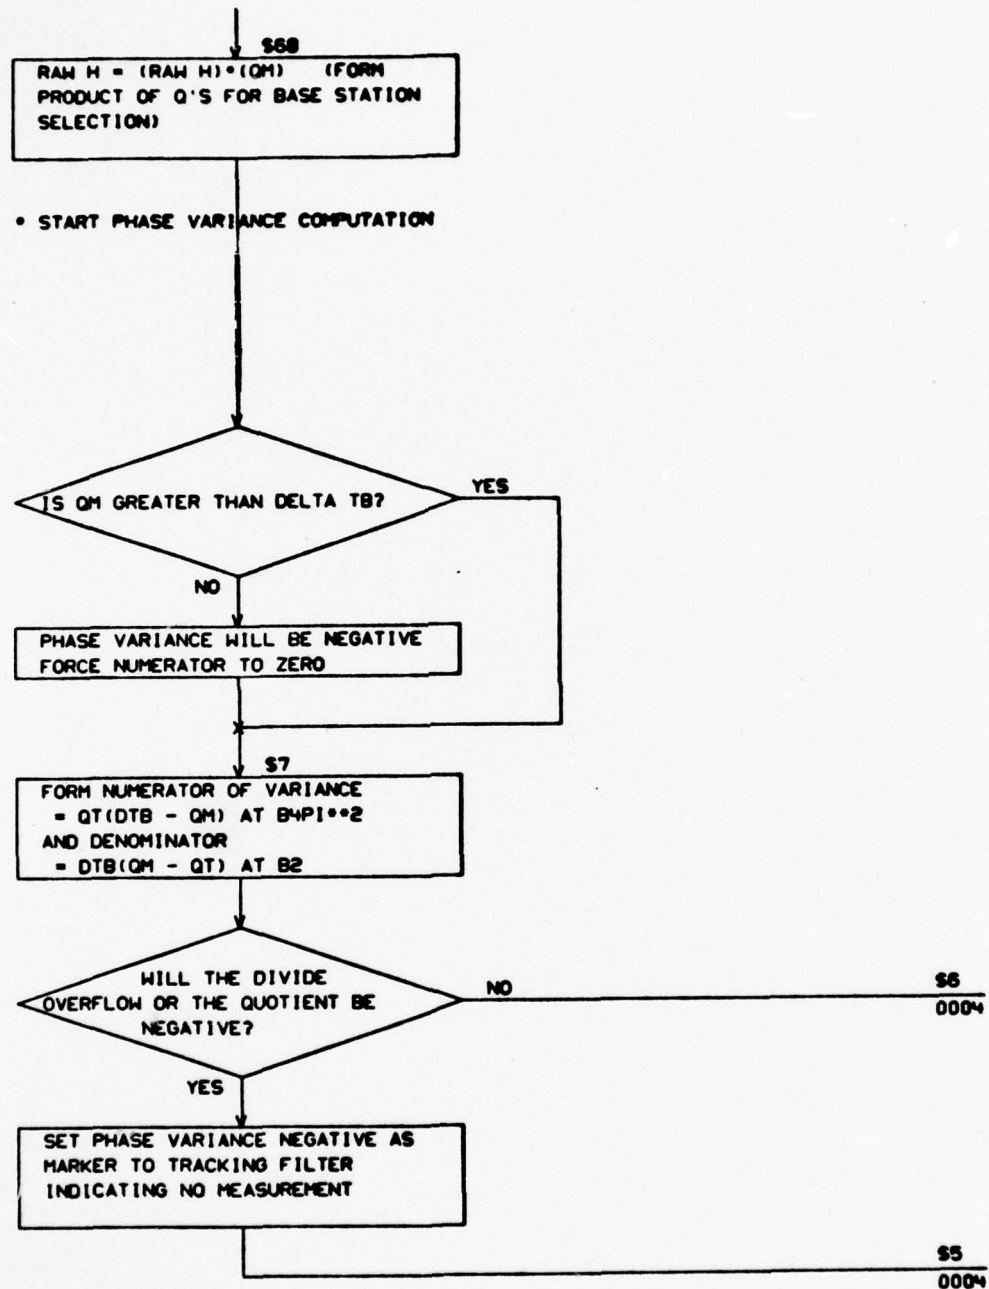 $60
RAW H = (RAW H)*(QM) (FORM
PRODUCT OF Q'S FOR BASE STATION
SELECTION)
* START PHASE VARIANCE COMPUTATION
IS QM GREATER THAN DELTA TB?
YES
NO
PHASE VARIANCE WILL BE NEGATIVE
FORCE NUMERATOR TO ZERO
$7
FORM NUMERATOR OF VARIANCE
= QT(DTB - QM) AT B4PI**2
AND DENOMINATOR
= DTB(QM - QT) AT B2
WILL THE DIVIDE
OVERFLOW OR THE QUOTIENT BE
NEGATIVE?
NO
$6
0004
YES
SET PHASE VARIANCE NEGATIVE AS
MARKER TO TRACKING FILTER
INDICATING NO MEASUREMENT
$5
0004